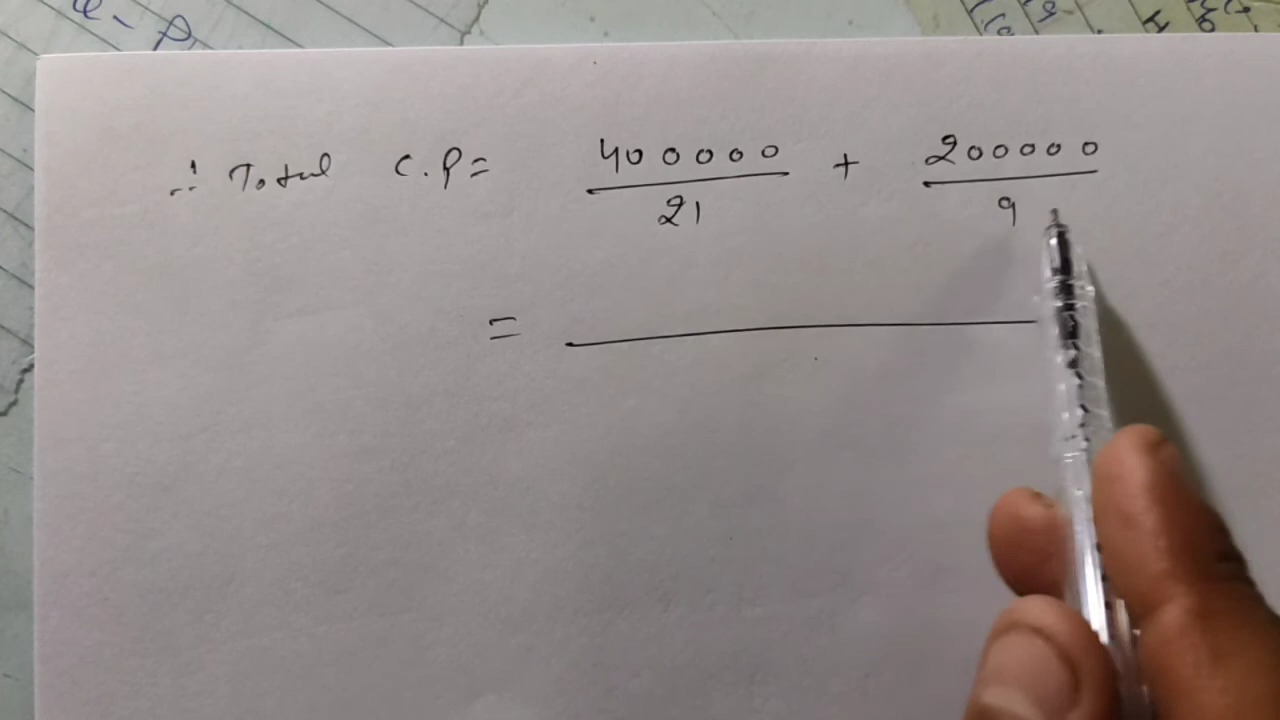 ∴ Total C.P = 400000/21 + 200000/9
=